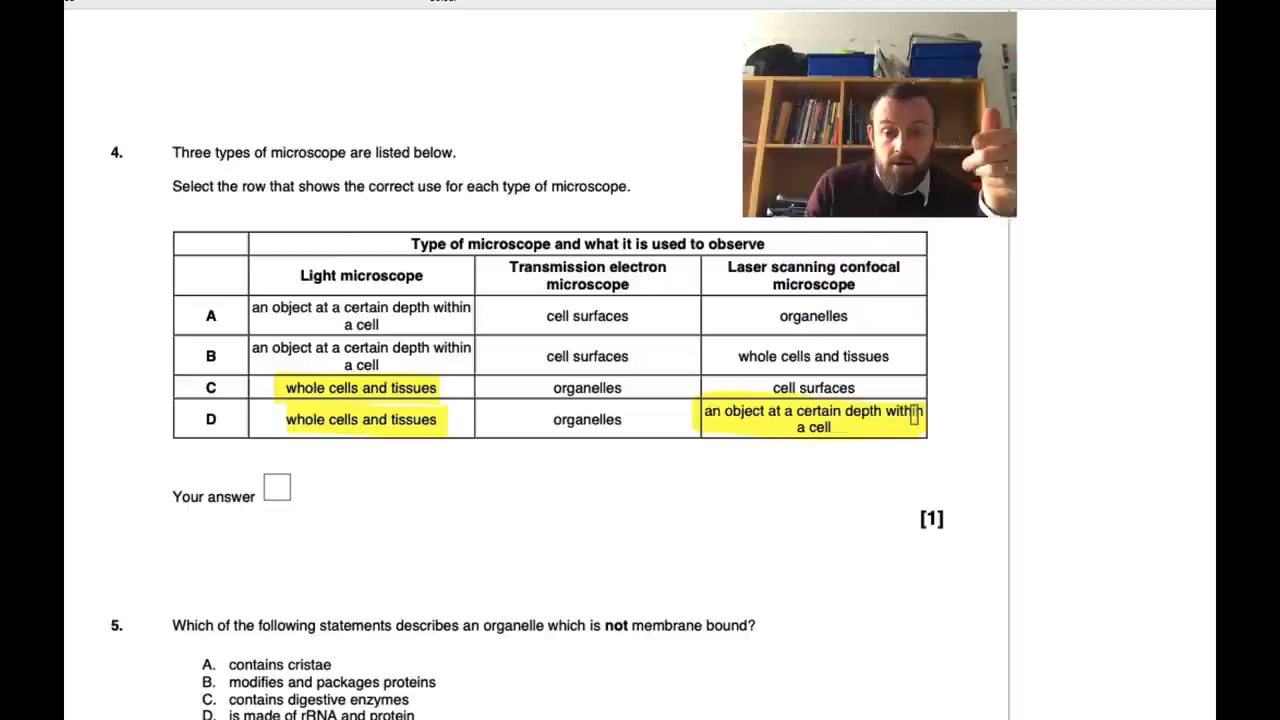 4. Three types of microscope are listed below.
Select the row that shows the correct use for each type of microscope.
Type of microscope and what it is used to observe
Light microscope
Transmission electron
microscope
Laser scanning confocal
microscope
A
an object at a certain depth within
a cell
cell surfaces
organelles
B
an object at a certain depth within
a cell
cell surfaces
whole cells and tissues
C
whole cells and tissues
organelles
cell surfaces
D
whole cells and tissues
organelles
an object at a certain depth within
a cell
Your answer
[1]
5. Which of the following statements describes an organelle which is not membrane bound?
A. contains cristae
B. modifies and packages proteins
C. contains digestive enzymes
D. is made of rRNA and protein